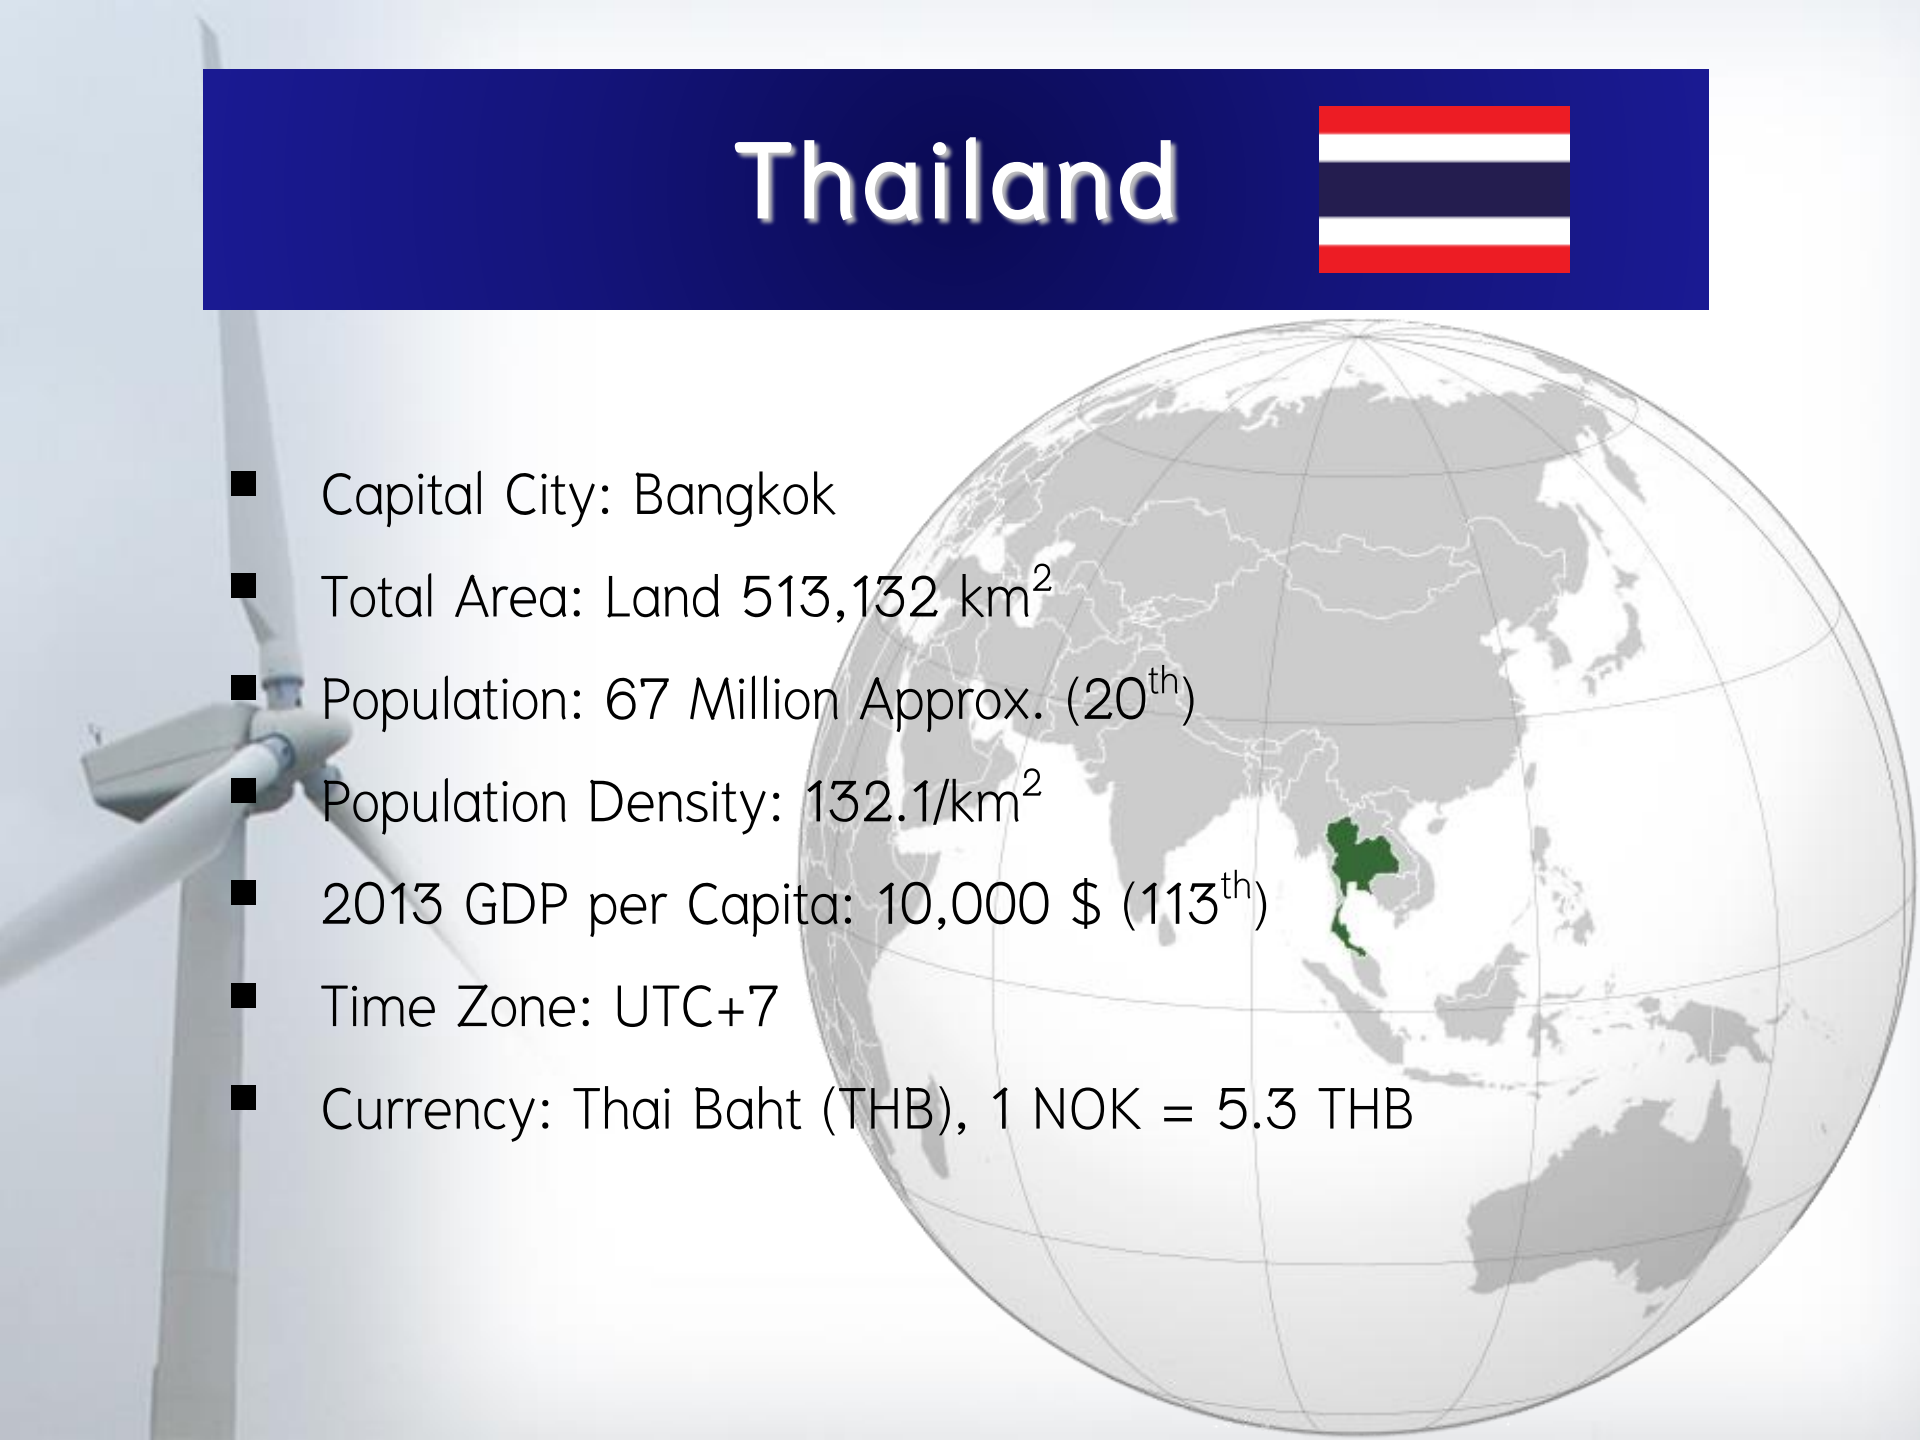 Thailand
■ Capital City: Bangkok
■ Total Area: Land 513,132 km²
■ Population: 67 Million Approx. (20th)
■ Population Density: 132.1/km²
■ 2013 GDP per Capita: 10,000 $ (113th)
■ Time Zone: UTC+7
■ Currency: Thai Baht (THB), 1 NOK = 5.3 THB